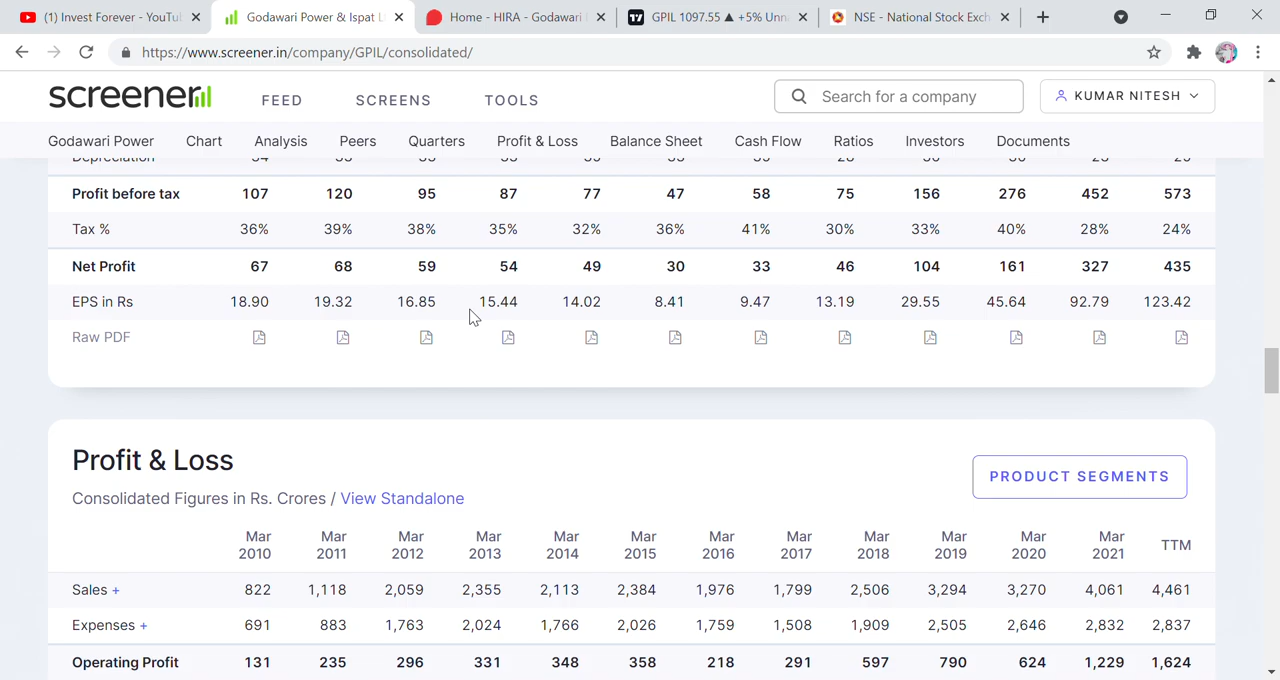 (1) Invest Forever - YouTu
Godawari Power & Ispat L
Home - HIRA - Godawari
GPIL 1097.55 ▲ +5% Unn
NSE - National Stock Exch
https://www.screener.in/company/GPIL/consolidated/
screener
FEED
SCREENS
TOOLS
Search for a company
KUMAR NITESH
Godawari Power Chart Analysis Peers Quarters Profit & Loss Balance Sheet Cash Flow Ratios Investors Documents
Depreciation
Profit before tax 107 120 95 87 77 47 58 75 156 276 452 573
Tax % 36% 39% 38% 35% 32% 36% 41% 30% 33% 40% 28% 24%
Net Profit 67 68 59 54 49 30 33 46 104 161 327 435
EPS in Rs 18.90 19.32 16.85 15.44 14.02 8.41 9.47 13.19 29.55 45.64 92.79 123.42
Raw PDF
Profit & Loss
PRODUCT SEGMENTS
Consolidated Figures in Rs. Crores / View Standalone
Mar 2010 Mar 2011 Mar 2012 Mar 2013 Mar 2014 Mar 2015 Mar 2016 Mar 2017 Mar 2018 Mar 2019 Mar 2020 Mar 2021 TTM
Sales + 822 1,118 2,059 2,355 2,113 2,384 1,976 1,799 2,506 3,294 3,270 4,061 4,461
Expenses + 691 883 1,763 2,024 1,766 2,026 1,759 1,508 1,909 2,505 2,646 2,832 2,837
Operating Profit 131 235 296 331 348 358 218 291 597 790 624 1,229 1,624